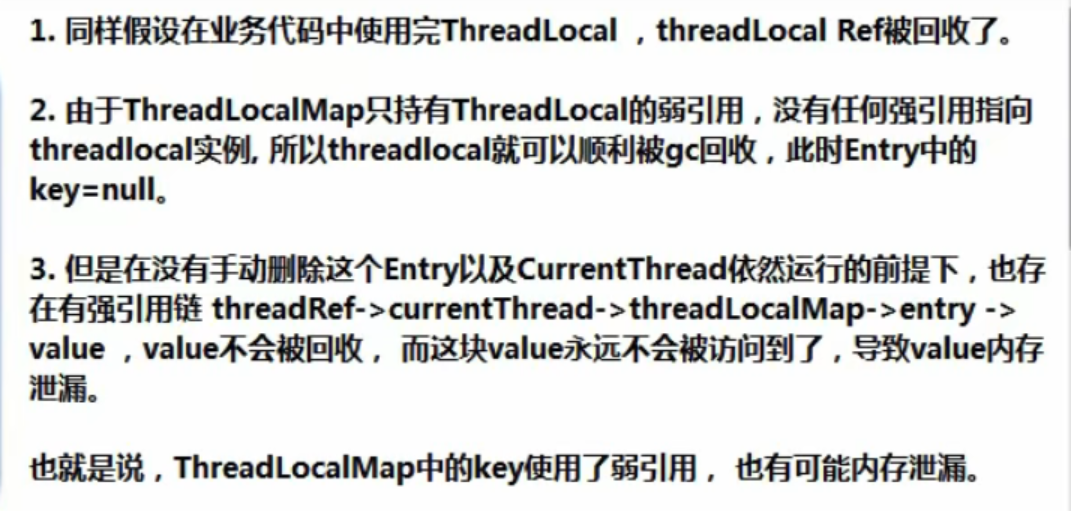 1. 同样假设在业务代码中使用完ThreadLocal ，threadLocal Ref被回收了。
2. 由于ThreadLocalMap只持有ThreadLocal的弱引用，没有任何强引用指向
threadlocal实例, 所以threadlocal就可以顺利被gc回收，此时Entry中的
key=null。
3. 但是在没有手动删除这个Entry以及CurrentThread依然运行的前提下，也存
在有强引用链 threadRef->currentThread->threadLocalMap->entry ->
value ，value不会被回收， 而这块value永远不会被访问到了，导致value内存
泄漏。
也就是说，ThreadLocalMap中的key使用了弱引用， 也有可能内存泄漏。